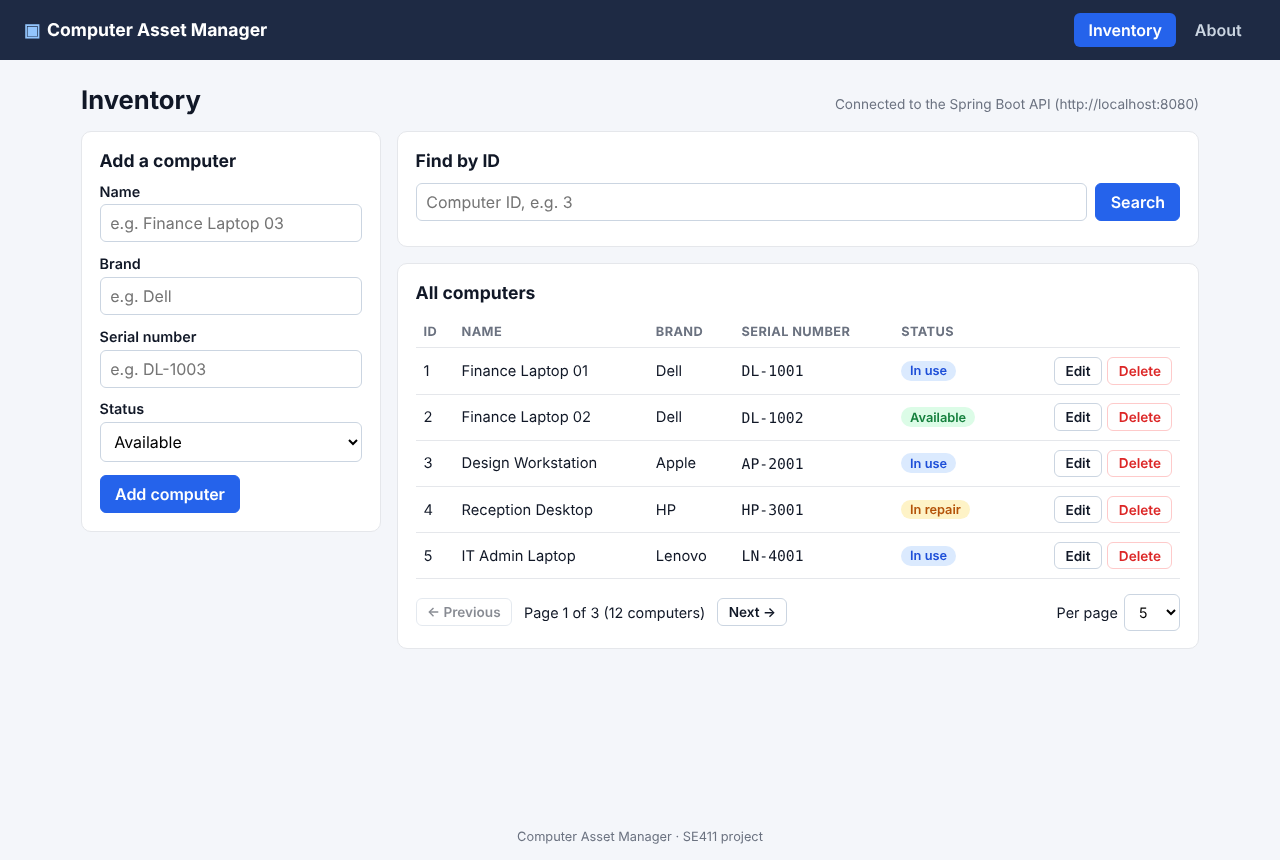 Computer Asset Manager
Inventory About
Inventory
Connected to the Spring Boot API (http://localhost:8080)
Add a computer
Name
e.g. Finance Laptop 03
Brand
e.g. Dell
Serial number
e.g. DL-1003
Status
Available
Add computer
Find by ID
Computer ID, e.g. 3 Search
All computers
ID NAME BRAND SERIAL NUMBER STATUS
1 Finance Laptop 01 Dell DL-1001 In use Edit Delete
2 Finance Laptop 02 Dell DL-1002 Available Edit Delete
3 Design Workstation Apple AP-2001 In use Edit Delete
4 Reception Desktop HP HP-3001 In repair Edit Delete
5 IT Admin Laptop Lenovo LN-4001 In use Edit Delete
← Previous Page 1 of 3 (12 computers) Next → Per page 5
Computer Asset Manager · SE411 project